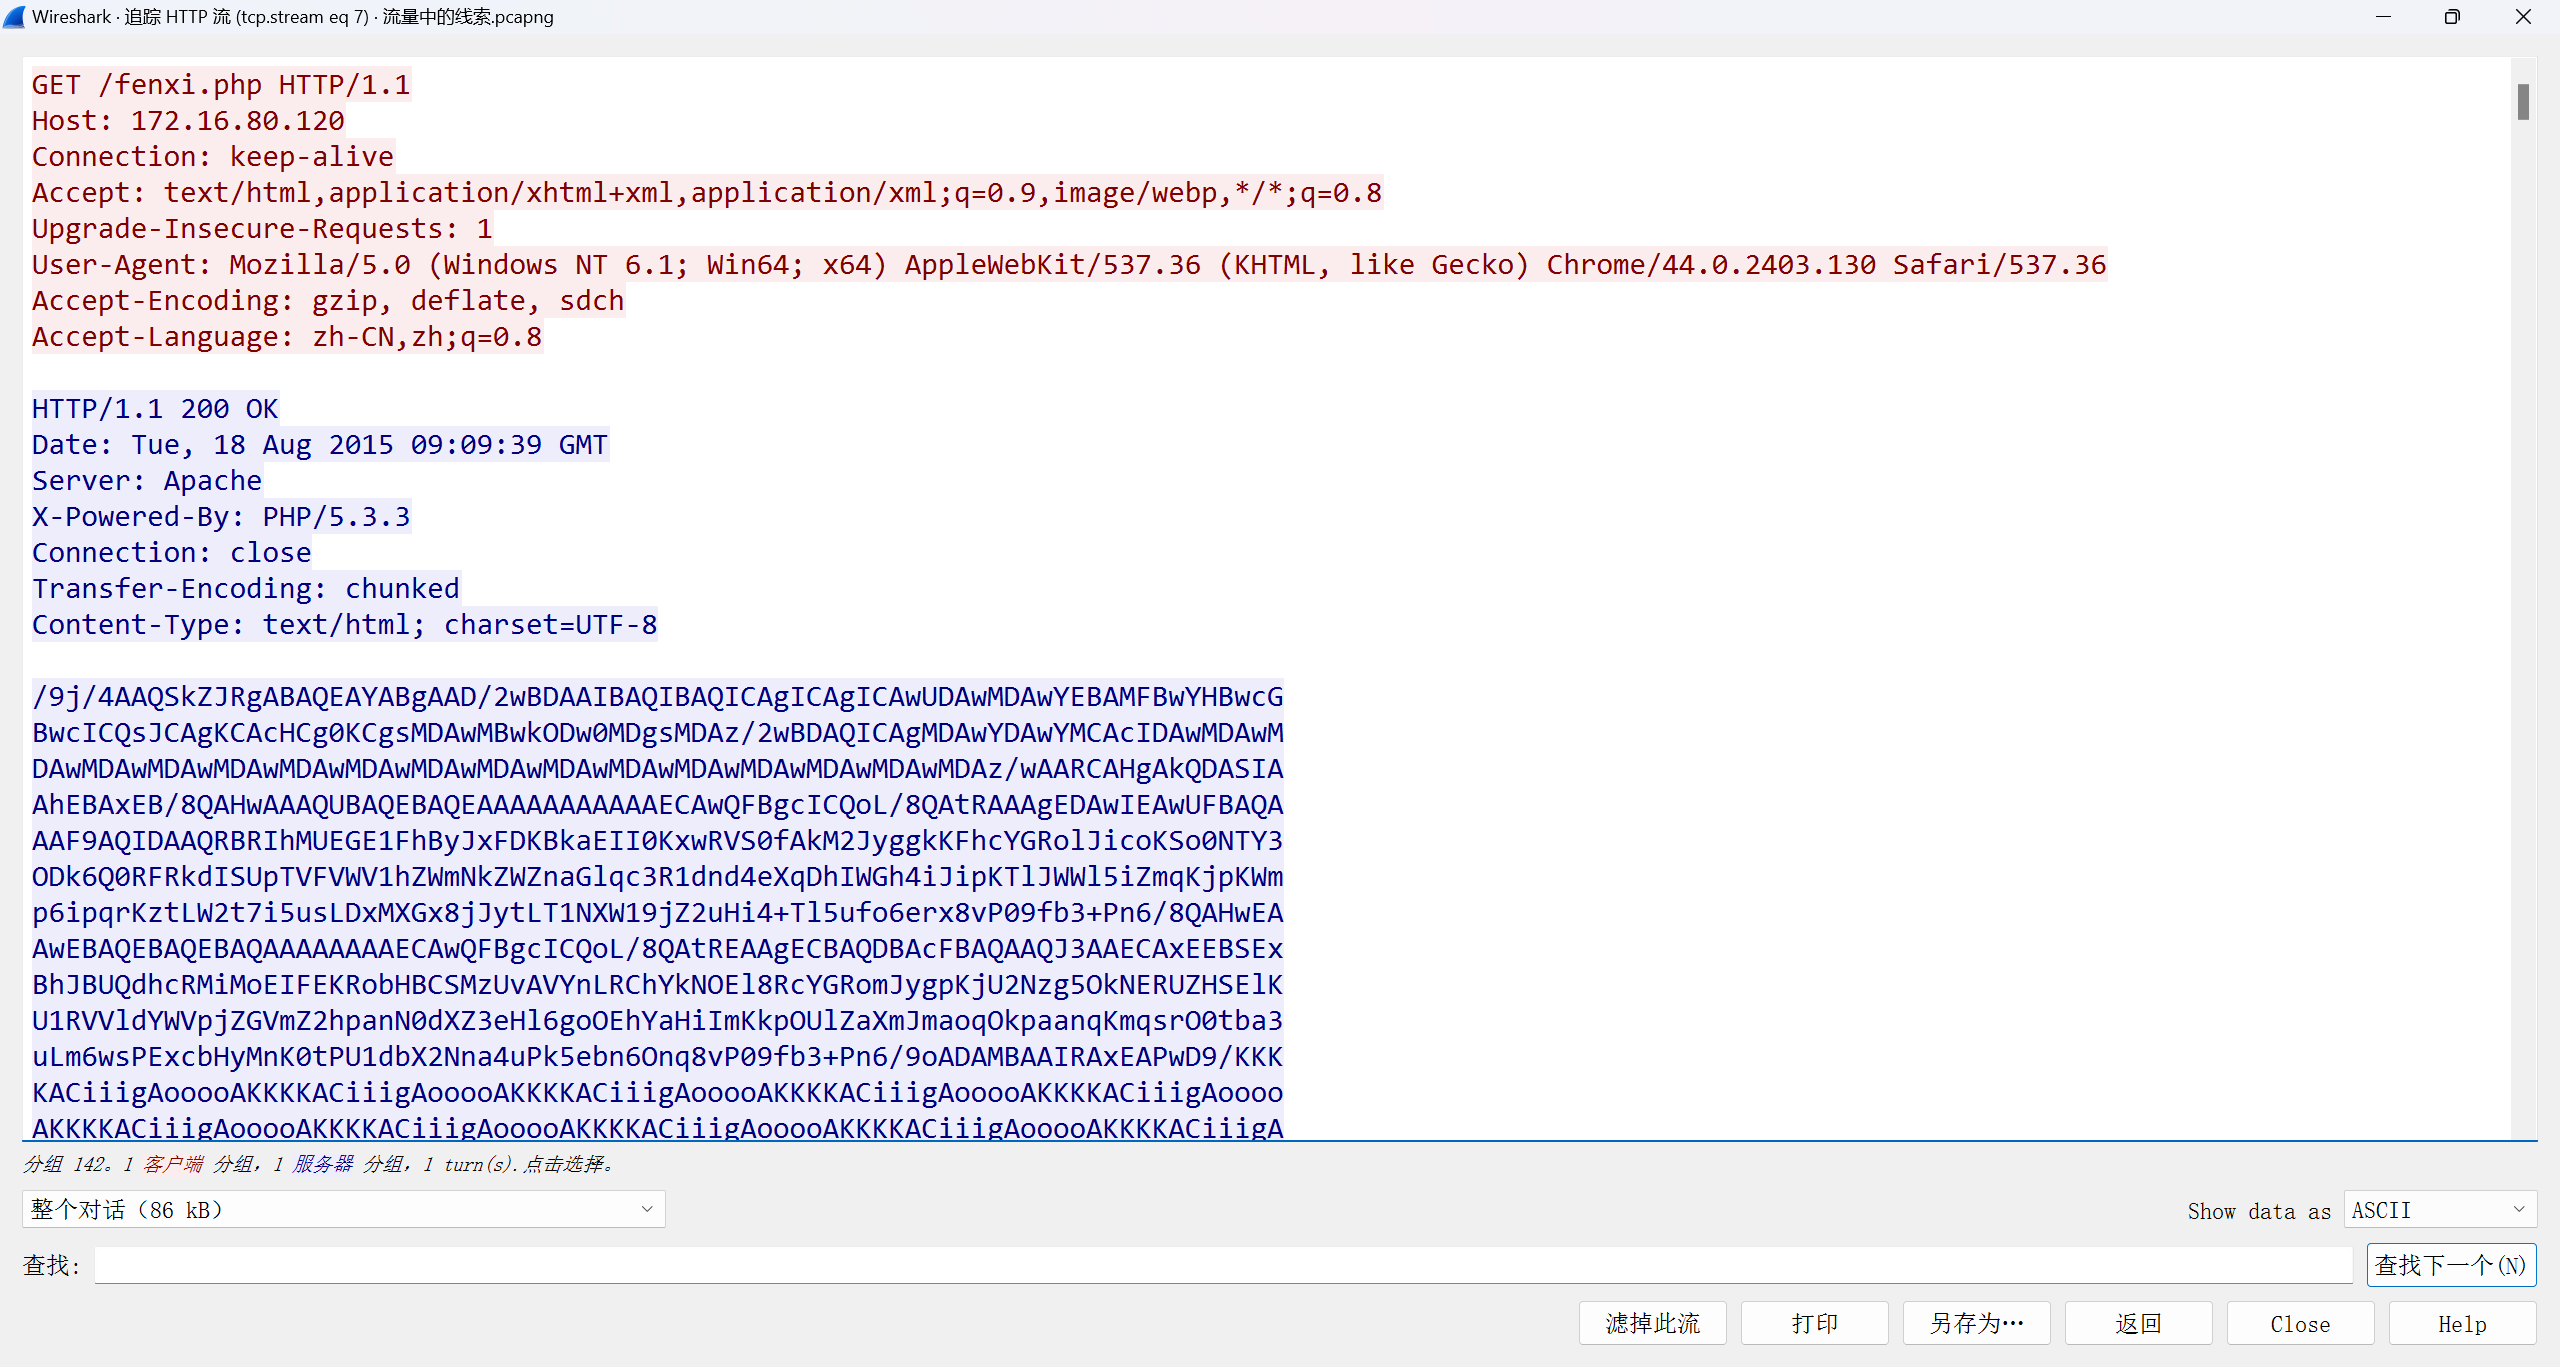 Wireshark · 追踪 HTTP 流 (tcp.stream eq 7) · 流量中的线索.pcapng
GET /fenxi.php HTTP/1.1
Host: 172.16.80.120
Connection: keep-alive
Accept: text/html,application/xhtml+xml,application/xml;q=0.9,image/webp,*/*;q=0.8
Upgrade-Insecure-Requests: 1
User-Agent: Mozilla/5.0 (Windows NT 6.1; Win64; x64) AppleWebKit/537.36 (KHTML, like Gecko) Chrome/44.0.2403.130 Safari/537.36
Accept-Encoding: gzip, deflate, sdch
Accept-Language: zh-CN,zh;q=0.8
HTTP/1.1 200 OK
Date: Tue, 18 Aug 2015 09:09:39 GMT
Server: Apache
X-Powered-By: PHP/5.3.3
Connection: close
Transfer-Encoding: chunked
Content-Type: text/html; charset=UTF-8
/9j/4AAQSkZJRgABAQEAYABgAAD/2wBDAAIBAQIBAQICAgICAgICAwUDAwMDAwYEBAMFBwYHBwcG
BwcICQsJCAgKCAcHCg0KCgsMDAwMBwkODw0MDgsMDAz/2wBDAQICAgMDAwYDAwYMCAcIDAwMDAwM
DAwMDAwMDAwMDAwMDAwMDAwMDAwMDAwMDAwMDAwMDAwMDAwMDAwMDAwMDAz/wAARCAHgAkQDASIA
AhEBAxEB/8QAHwAAAQUBAQEBAQEAAAAAAAAAAAECAwQFBgcICQoL/8QAtRAAAgEDAwIEAwUFBAQA
AAF9AQIDAAQRBRIhMUEGE1FhByJxFDKBkaEII0KxwRVS0fAkM2JyggkKFhcYGRolJicoKSo0NTY3
ODk6Q0RFRkdISUpTVFVWV1hZWmNkZWZnaGlqc3R1dnd4eXqDhIWGh4iJipKTlJWWl5iZmqKjpKWm
p6ipqrKztLW2t7i5usLDxMXGx8jJytLT1NXW19jZ2uHi4+Tl5ufo6erx8vP09fb3+Pn6/8QAHwEA
AwEBAQEBAQEBAQAAAAAAAAECAwQFBgcICQoL/8QAtREAAgECBAQDBAcFBAQAAQJ3AAECAxEEBSEx
BhJBUQdhcRMiMoEIFEKRobHBCSMzUvAVYnLRChYkNOEl8RcYGRomJygpKjU2Nzg5OkNERUZHSElK
U1RVVldYWVpjZGVmZ2hpanN0dXZ3eHl6goOEhYaHiImKkpOUlZaXmJmaoqOkpaanqKmqsrO0tba3
uLm6wsPExcbHyMnK0tPU1dbX2Nna4uPk5ebn6Onq8vP09fb3+Pn6/9oADAMBAAIRAxEAPwD9/KKK
KACiiigAooooAKKKKACiiigAooooAKKKKACiiigAooooAKKKKACiiigAoooo
AKKKKACiiigAooooAKKKKACiiigAooooAKKKKACiiigAooooAKKKKACiiigA
分组 142。1 客户端 分组，1 服务器 分组，1 turn(s).点击选择。
整个对话（86 kB）
Show data as ASCII
查找:
查找下一个(N)
滤掉此流 打印 另存为… 返回 Close Help